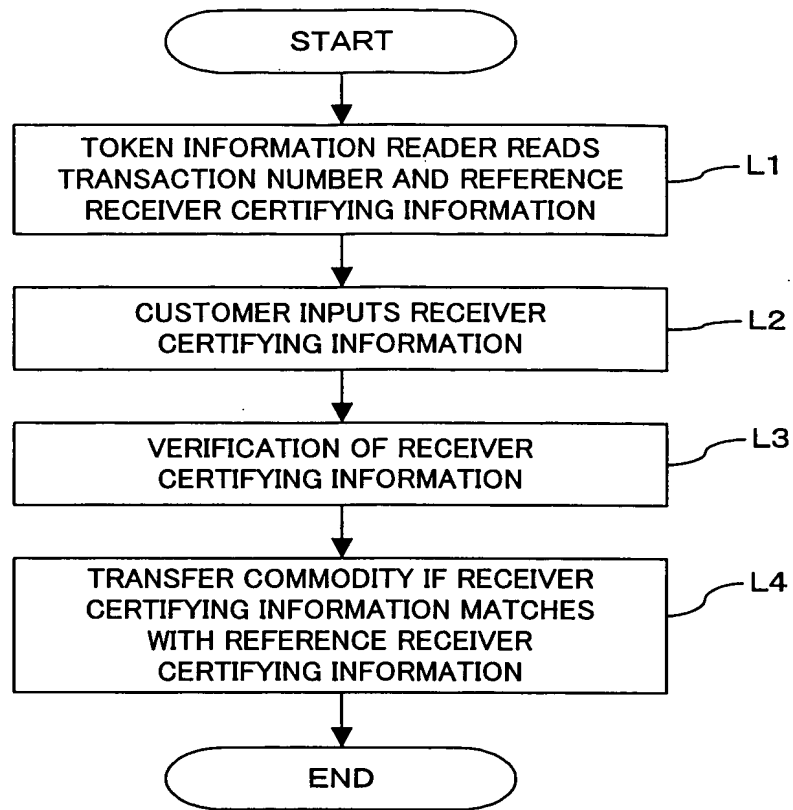 START
TOKEN INFORMATION READER READS
TRANSACTION NUMBER AND REFERENCE
RECEIVER CERTIFYING INFORMATION
L1
CUSTOMER INPUTS RECEIVER
CERTIFYING INFORMATION
L2
VERIFICATION OF RECEIVER
CERTIFYING INFORMATION
L3
TRANSFER COMMODITY IF RECEIVER
CERTIFYING INFORMATION MATCHES
WITH REFERENCE RECEIVER
CERTIFYING INFORMATION
L4
END